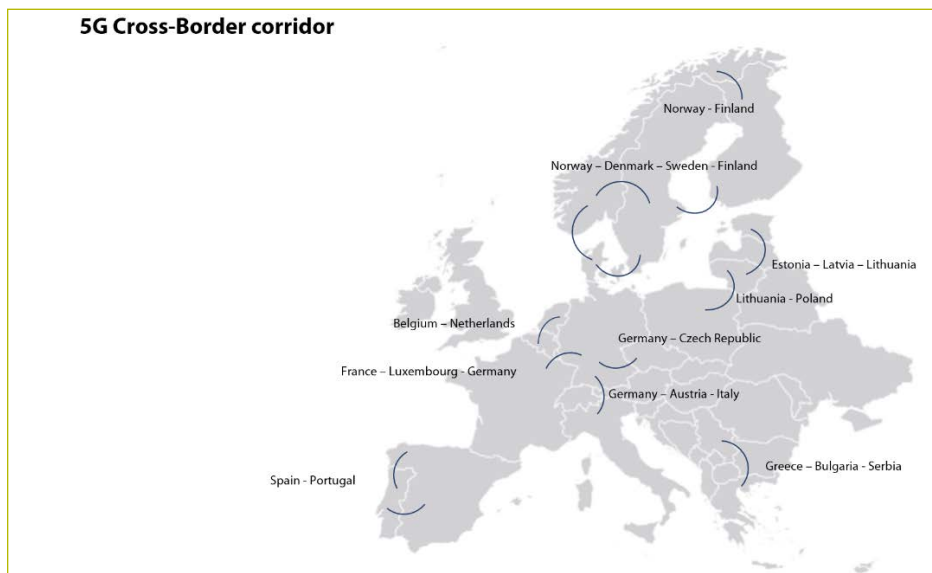 5G Cross-Border corridor
Norway - Finland
Norway – Denmark – Sweden - Finland
Estonia – Latvia – Lithuania
Lithuania - Poland
Belgium – Netherlands
Germany – Czech Republic
France – Luxembourg - Germany
Germany – Austria - Italy
Greece – Bulgaria - Serbia
Spain - Portugal